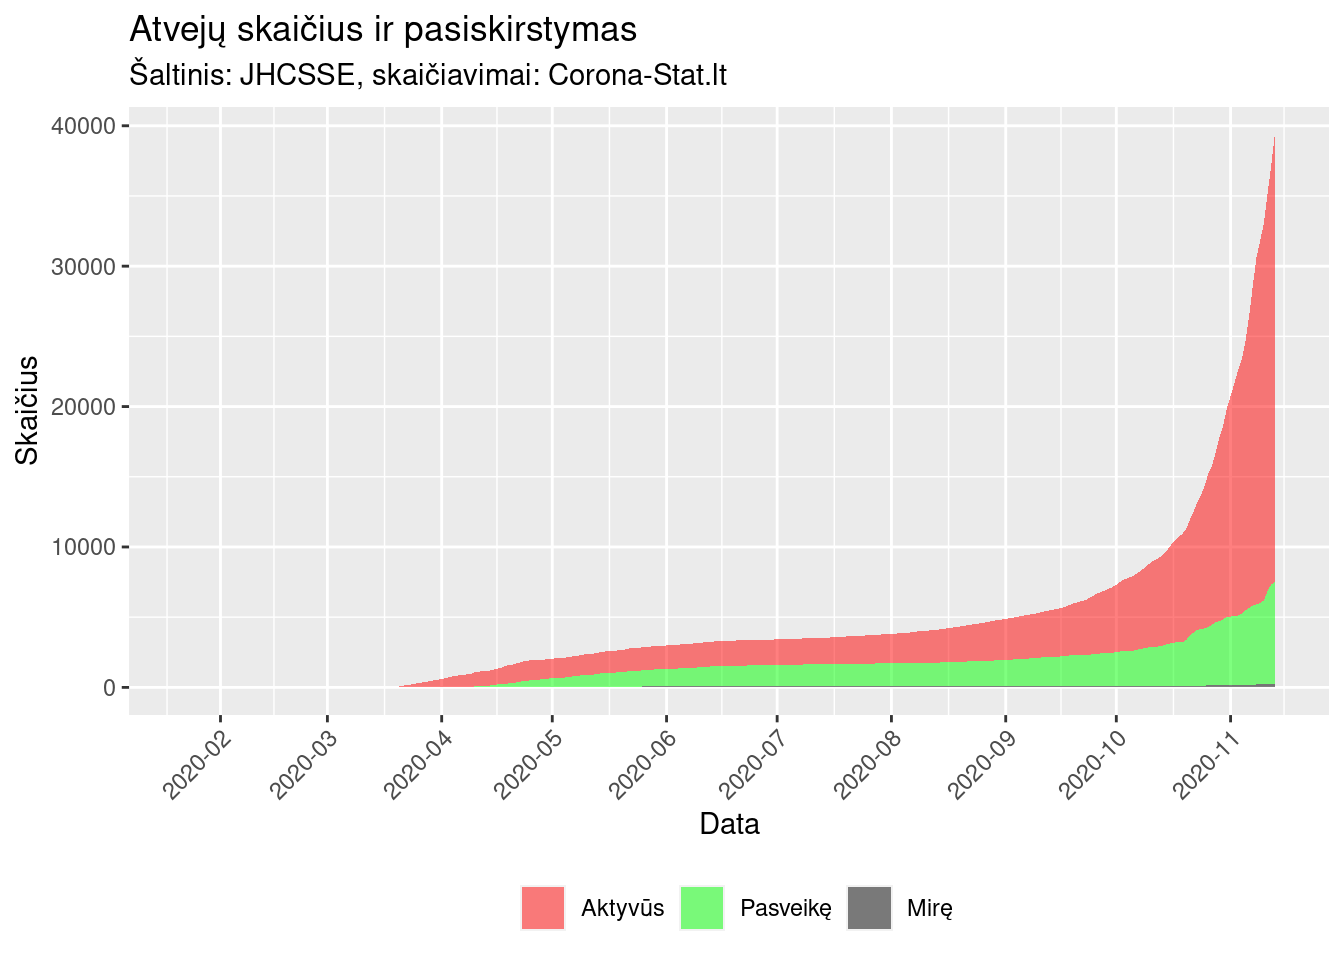 Atvejų skaičius ir pasiskirstymas
Šaltinis: JHCSSE, skaičiavimai: Corona-Stat.lt
40000
30000
20000
10000
0
Skaičius
2020-02
2020-03
2020-04
2020-05
2020-06
2020-07
2020-08
2020-09
2020-10
2020-11
Data
Aktyvūs
Pasveikę
Mirę